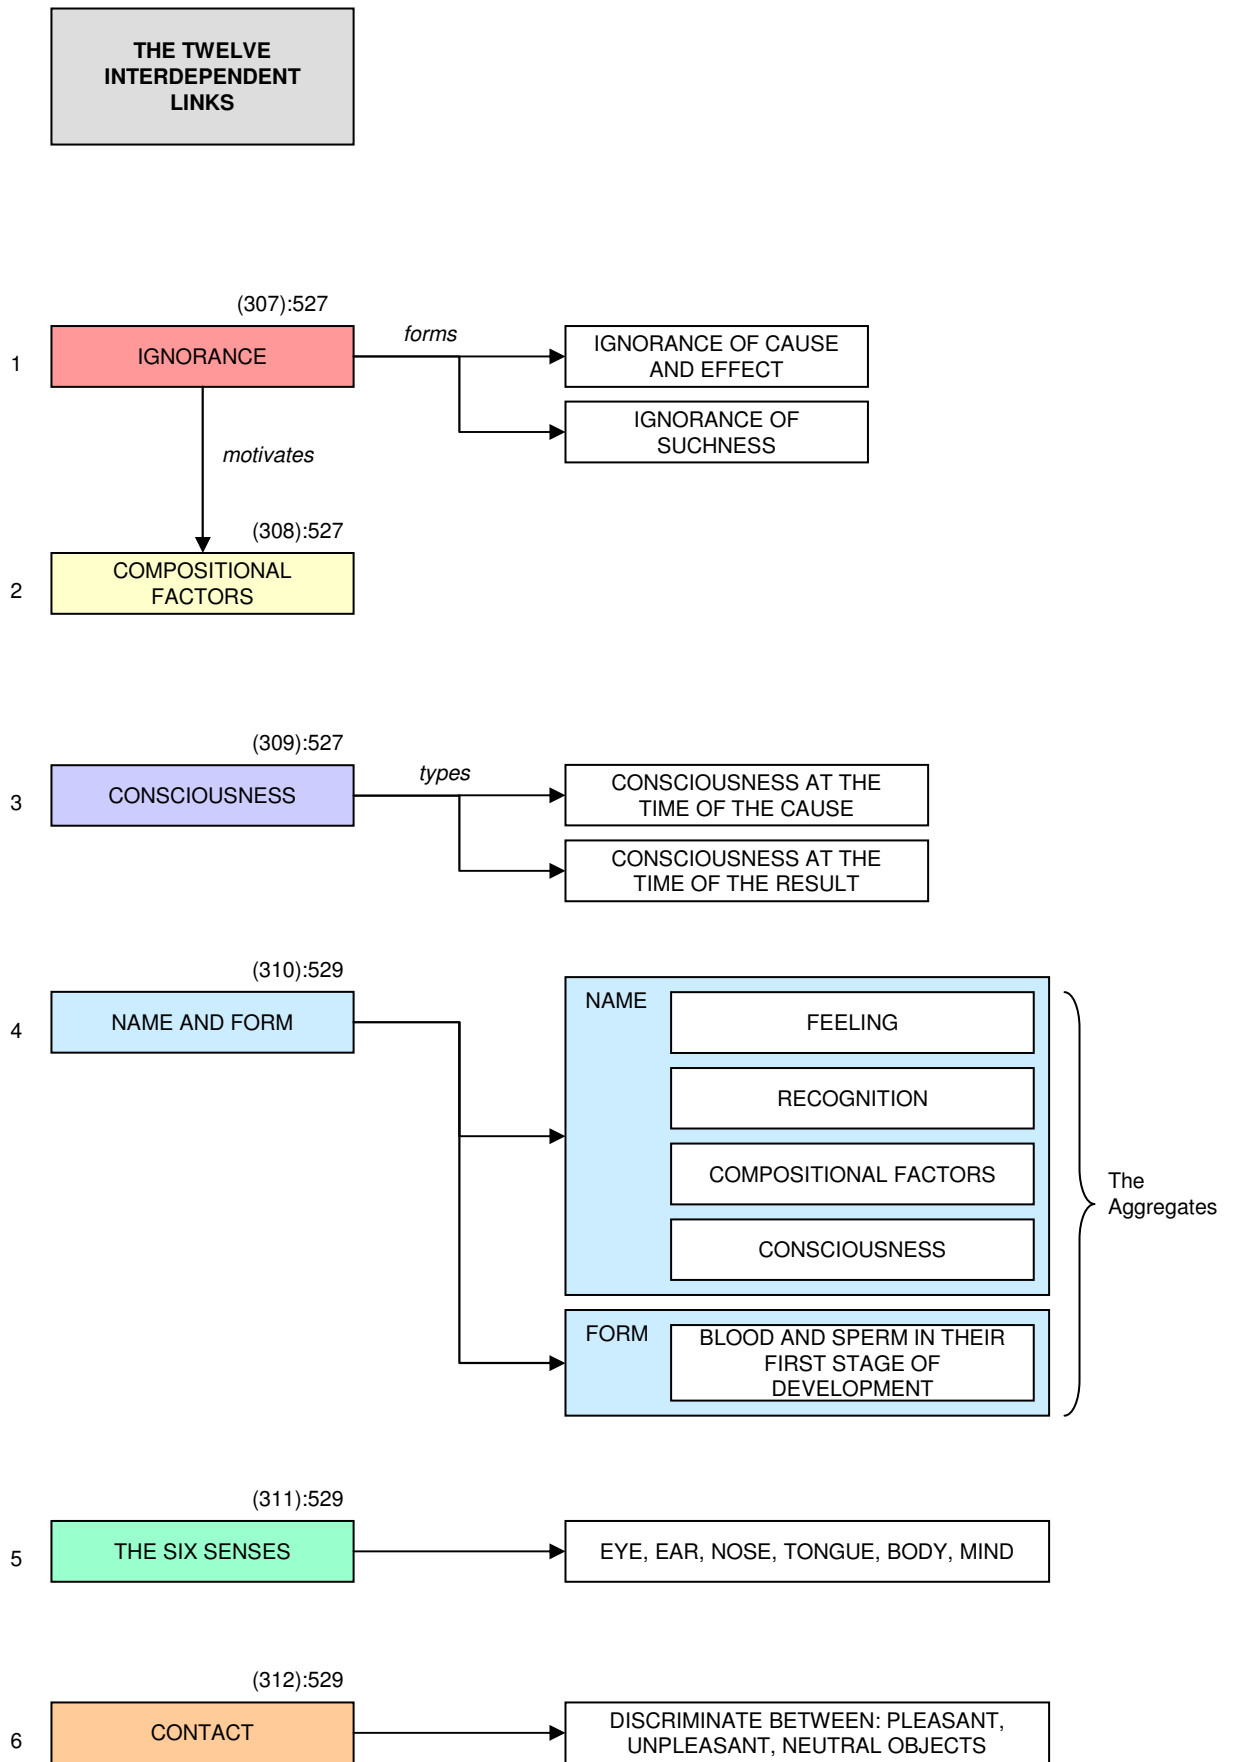 THE TWELVE
INTERDEPENDENT
LINKS
(307):527
1
IGNORANCE
forms
IGNORANCE OF CAUSE
AND EFFECT
IGNORANCE OF
SUCHNESS
motivates
(308):527
2
COMPOSITIONAL
FACTORS
(309):527
3
CONSCIOUSNESS
types
CONSCIOUSNESS AT THE
TIME OF THE CAUSE
CONSCIOUSNESS AT THE
TIME OF THE RESULT
(310):529
4
NAME AND FORM
NAME
FEELING
RECOGNITION
COMPOSITIONAL FACTORS
CONSCIOUSNESS
The
Aggregates
FORM
BLOOD AND SPERM IN THEIR
FIRST STAGE OF
DEVELOPMENT
(311):529
5
THE SIX SENSES
EYE, EAR, NOSE, TONGUE, BODY, MIND
(312):529
6
CONTACT
DISCRIMINATE BETWEEN: PLEASANT,
UNPLEASANT, NEUTRAL OBJECTS